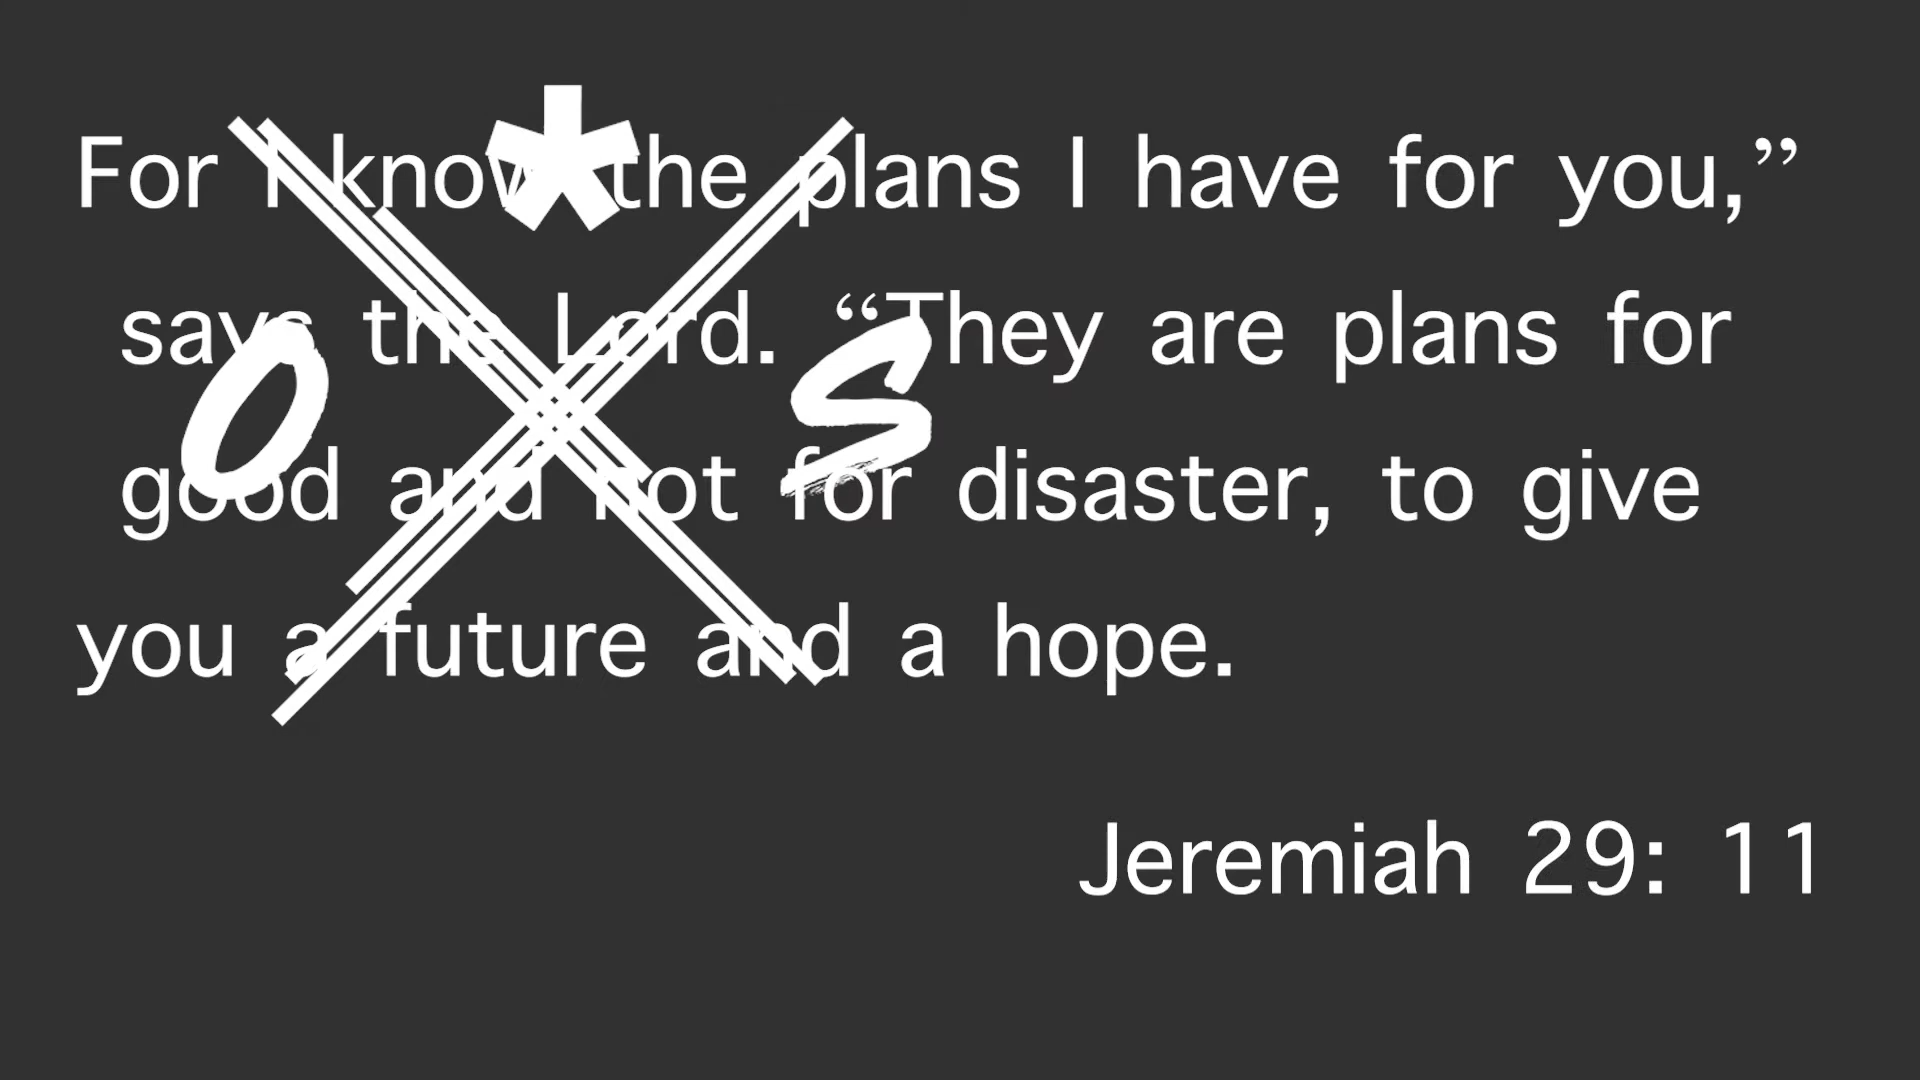 For I know the plans I have for you,”
says the Lord. “They are plans for
good and not for disaster, to give
you a future and a hope.
Jeremiah 29: 11
*
O X S